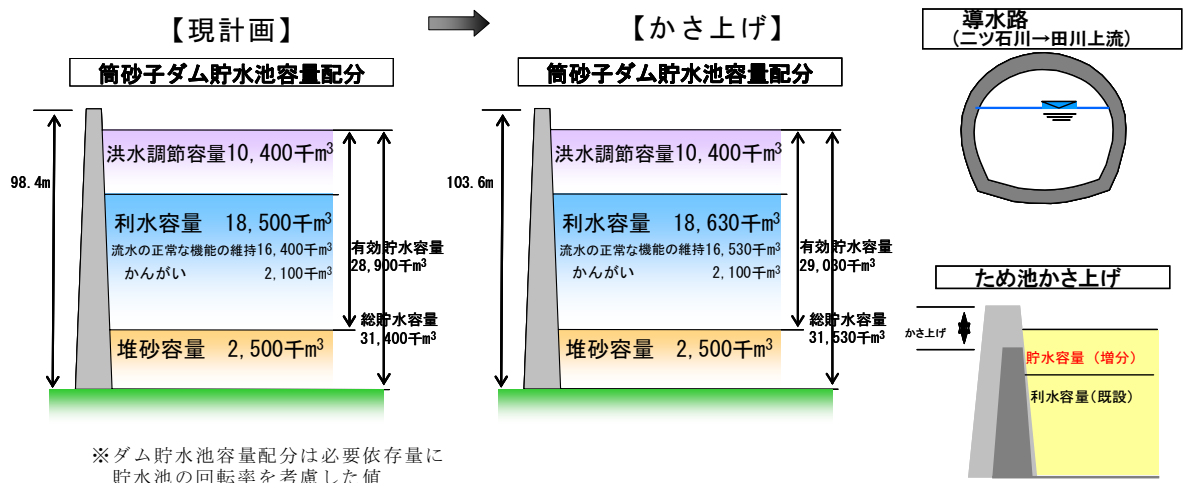 【現計画】
筒砂子ダム貯水池容量配分
98.4m
洪水調節容量10,400千m³
利水容量 18,500千m³
流水の正常な機能の維持16,400千m³
かんがい 2,100千m³
有効貯水容量
28,900千m³
総貯水容量
31,400千m³
堆砂容量 2,500千m³
※ダム貯水池容量配分は必要依存量に
貯水池の回転率を考慮した値
【かさ上げ】
筒砂子ダム貯水池容量配分
103.6m
洪水調節容量10,400千m³
利水容量 18,630千m³
流水の正常な機能の維持16,530千m³
かんがい 2,100千m³
有効貯水容量
29,030千m³
総貯水容量
31,530千m³
堆砂容量 2,500千m³
導水路
(二ツ石川→田川上流)
ため池かさ上げ
かさ上げ
貯水容量（増分）
利水容量(既設)